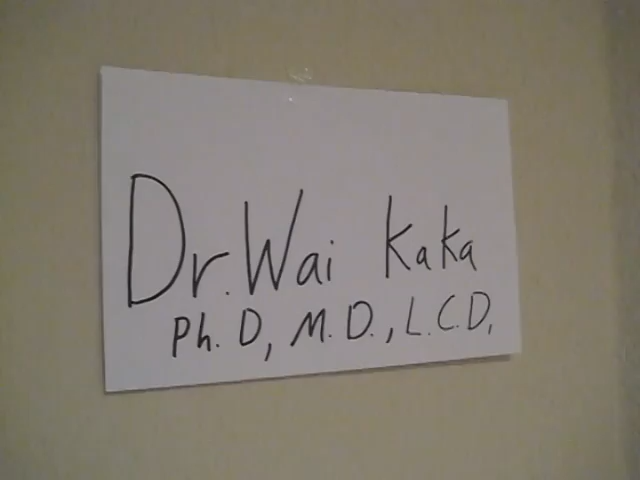 Dr. Wai Kaka
Ph. D, M. D., L.C.D,